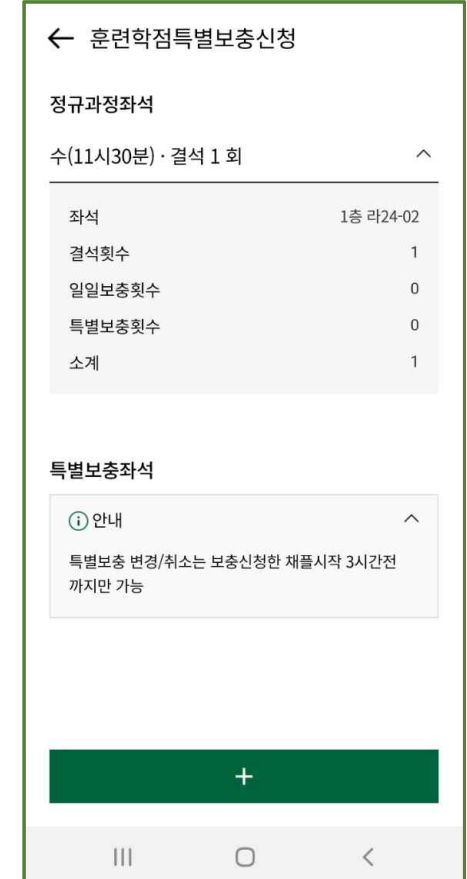 훈련학점특별보충신청
정규과정좌석
수(11시30분) · 결석 1 회
좌석 1층 라24-02
결석횟수 1
일일보충횟수 0
특별보충횟수 0
소계 1
특별보충좌석
안내
특별보충 변경/취소는 보충신청한 채플시작 3시간전
까지만 가능